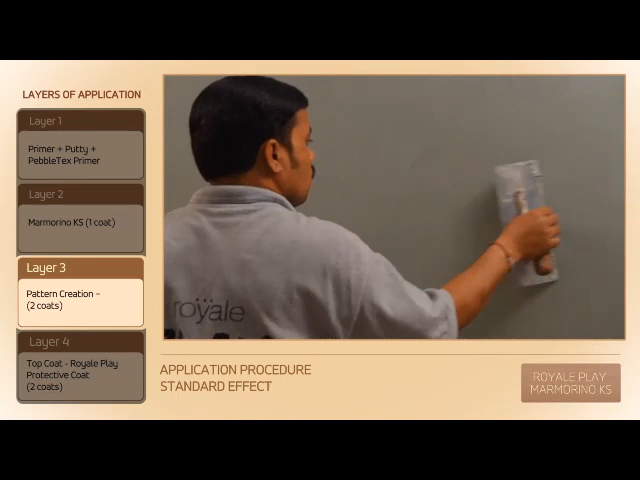 LAYERS OF APPLICATION
Layer 1
Primer + Putty +
PebbleTex Primer
Layer 2
Marmorino KS (1 coat)
Layer 3
Pattern Creation –
(2 coats)
Layer 4
Top Coat - Royale Play
Protective Coat
(2 coats)
royale
APPLICATION PROCEDURE
STANDARD EFFECT
ROYALE PLAY
MARMORINO KS